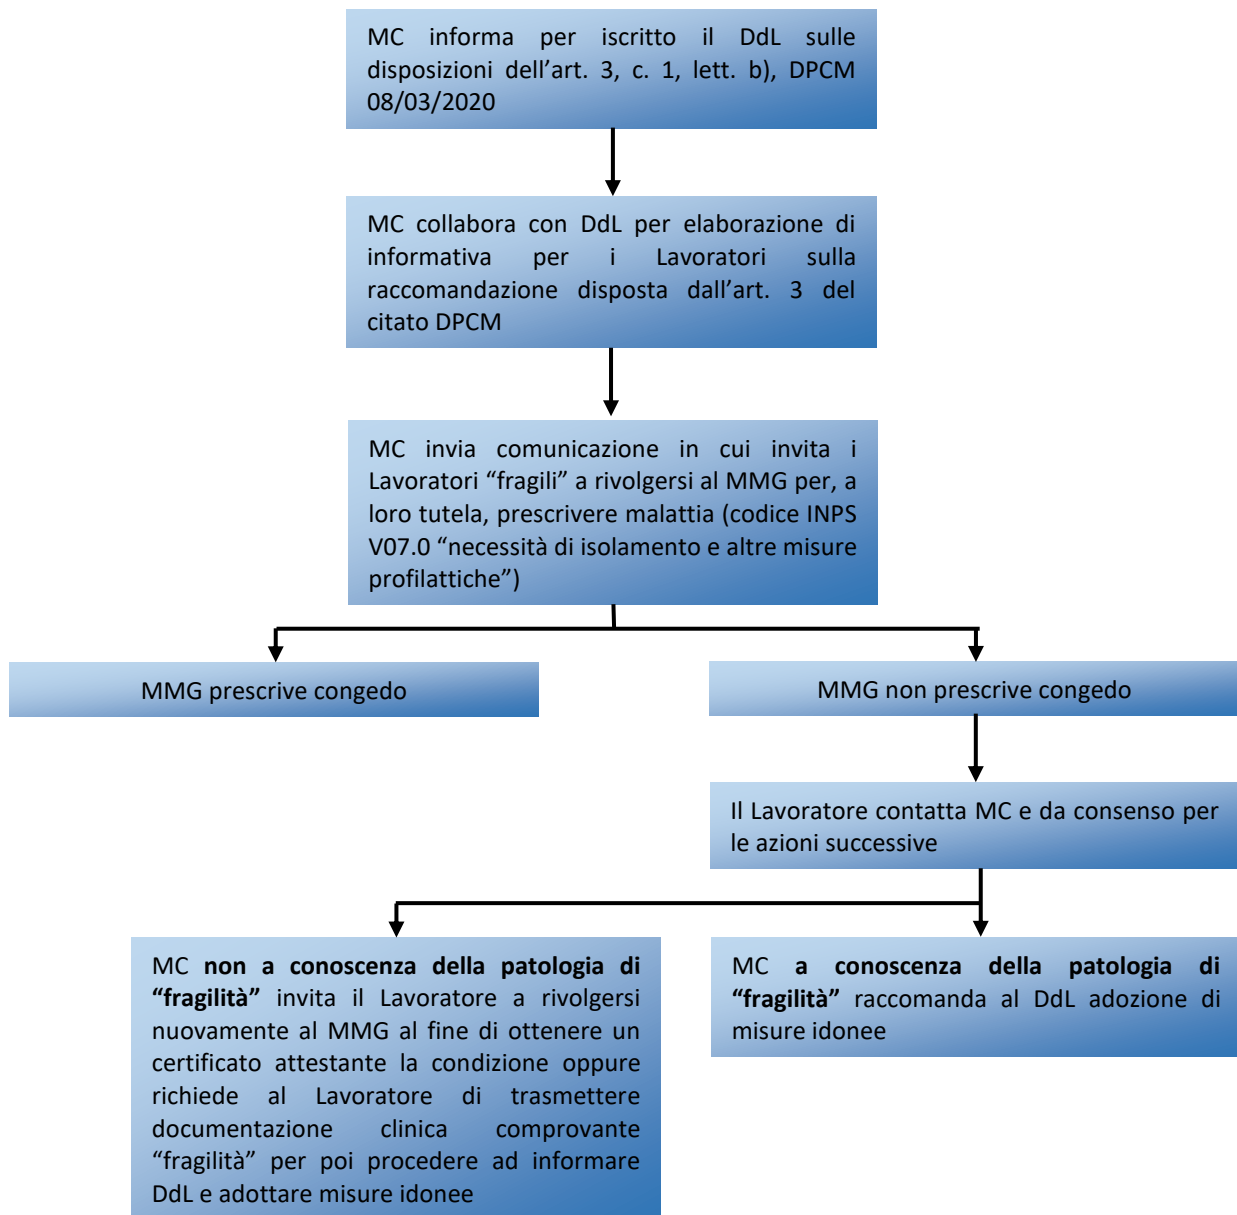 MC informa per iscritto il DdL sulle
disposizioni dell’art. 3, c. 1, lett. b), DPCM
08/03/2020
MC collabora con DdL per elaborazione di
informativa per i Lavoratori sulla
raccomandazione disposta dall’art. 3 del
citato DPCM
MC invia comunicazione in cui invita i
Lavoratori “fragili” a rivolgersi al MMG per, a
loro tutela, prescrivere malattia (codice INPS
V07.0 “necessità di isolamento e altre misure
profilattiche”)
MMG prescrive congedo
MMG non prescrive congedo
Il Lavoratore contatta MC e da consenso per
le azioni successive
MC non a conoscenza della patologia di
“fragilità” invita il Lavoratore a rivolgersi
nuovamente al MMG al fine di ottenere un
certificato attestante la condizione oppure
richiede al Lavoratore di trasmettere
documentazione clinica comprovante
“fragilità” per poi procedere ad informare
DdL e adottare misure idonee
MC a conoscenza della patologia di
“fragilità” raccomanda al DdL adozione di
misure idonee